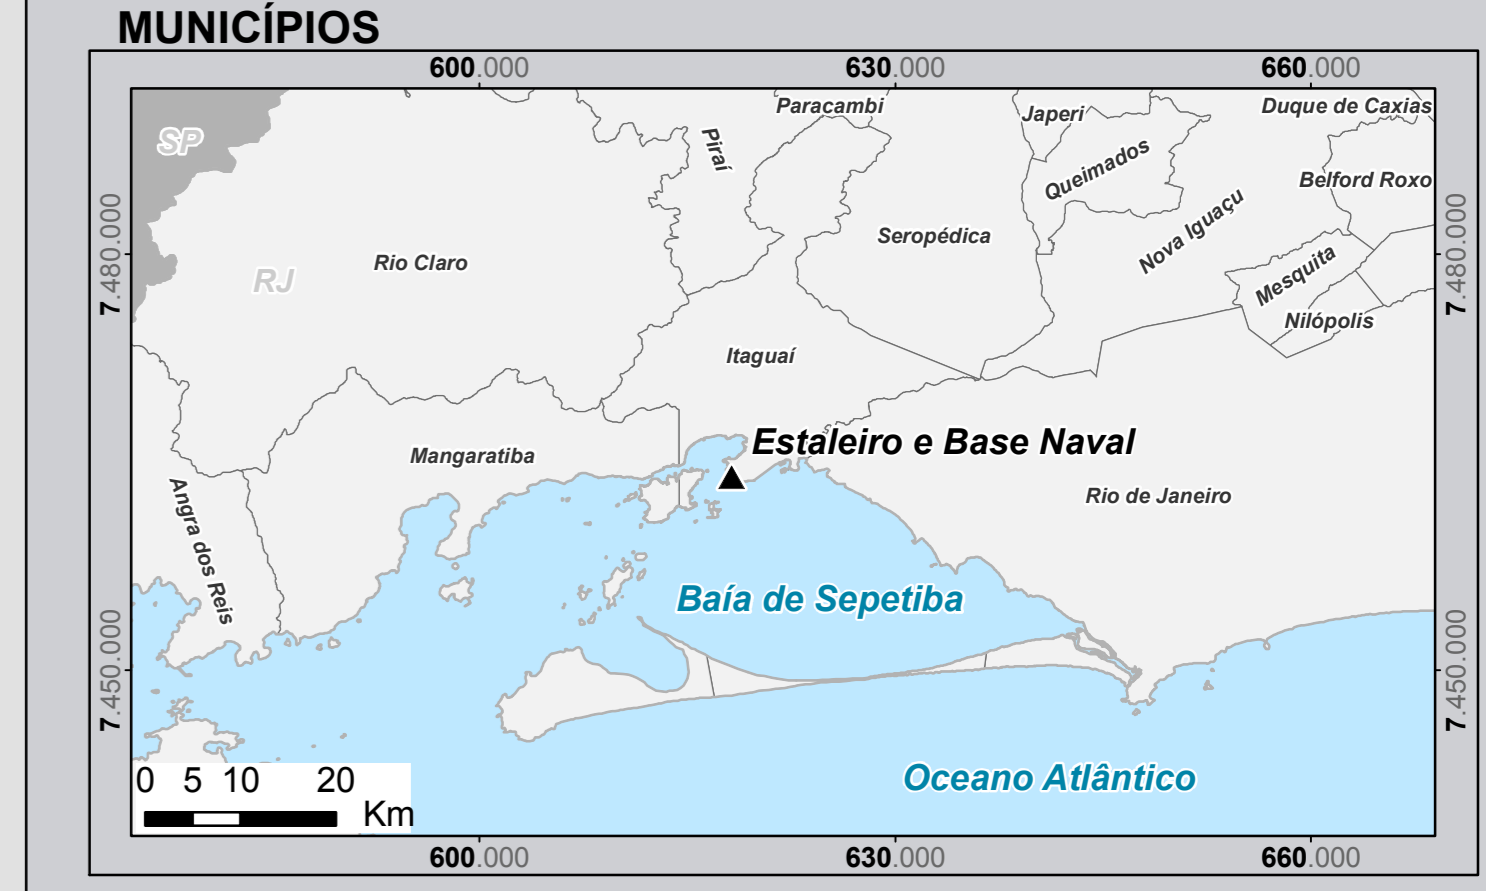 MUNICÍPIOS
600.000 630.000 660.000
Paracambi
Japeri
Duque de Caxias
SP
Piraí
Queimados
Belford Roxo
7.480.000
7.480.000
Rio Claro
RJ
Seropédica
Nova Iguaçu
Mesquita
Nilópolis
Itaguaí
Estaleiro e Base Naval
Mangaratiba
Rio de Janeiro
Angra dos Reis
Baía de Sepetiba
7.450.000
7.450.000
Oceano Atlântico
0 5 10 20
Km
600.000 630.000 660.000